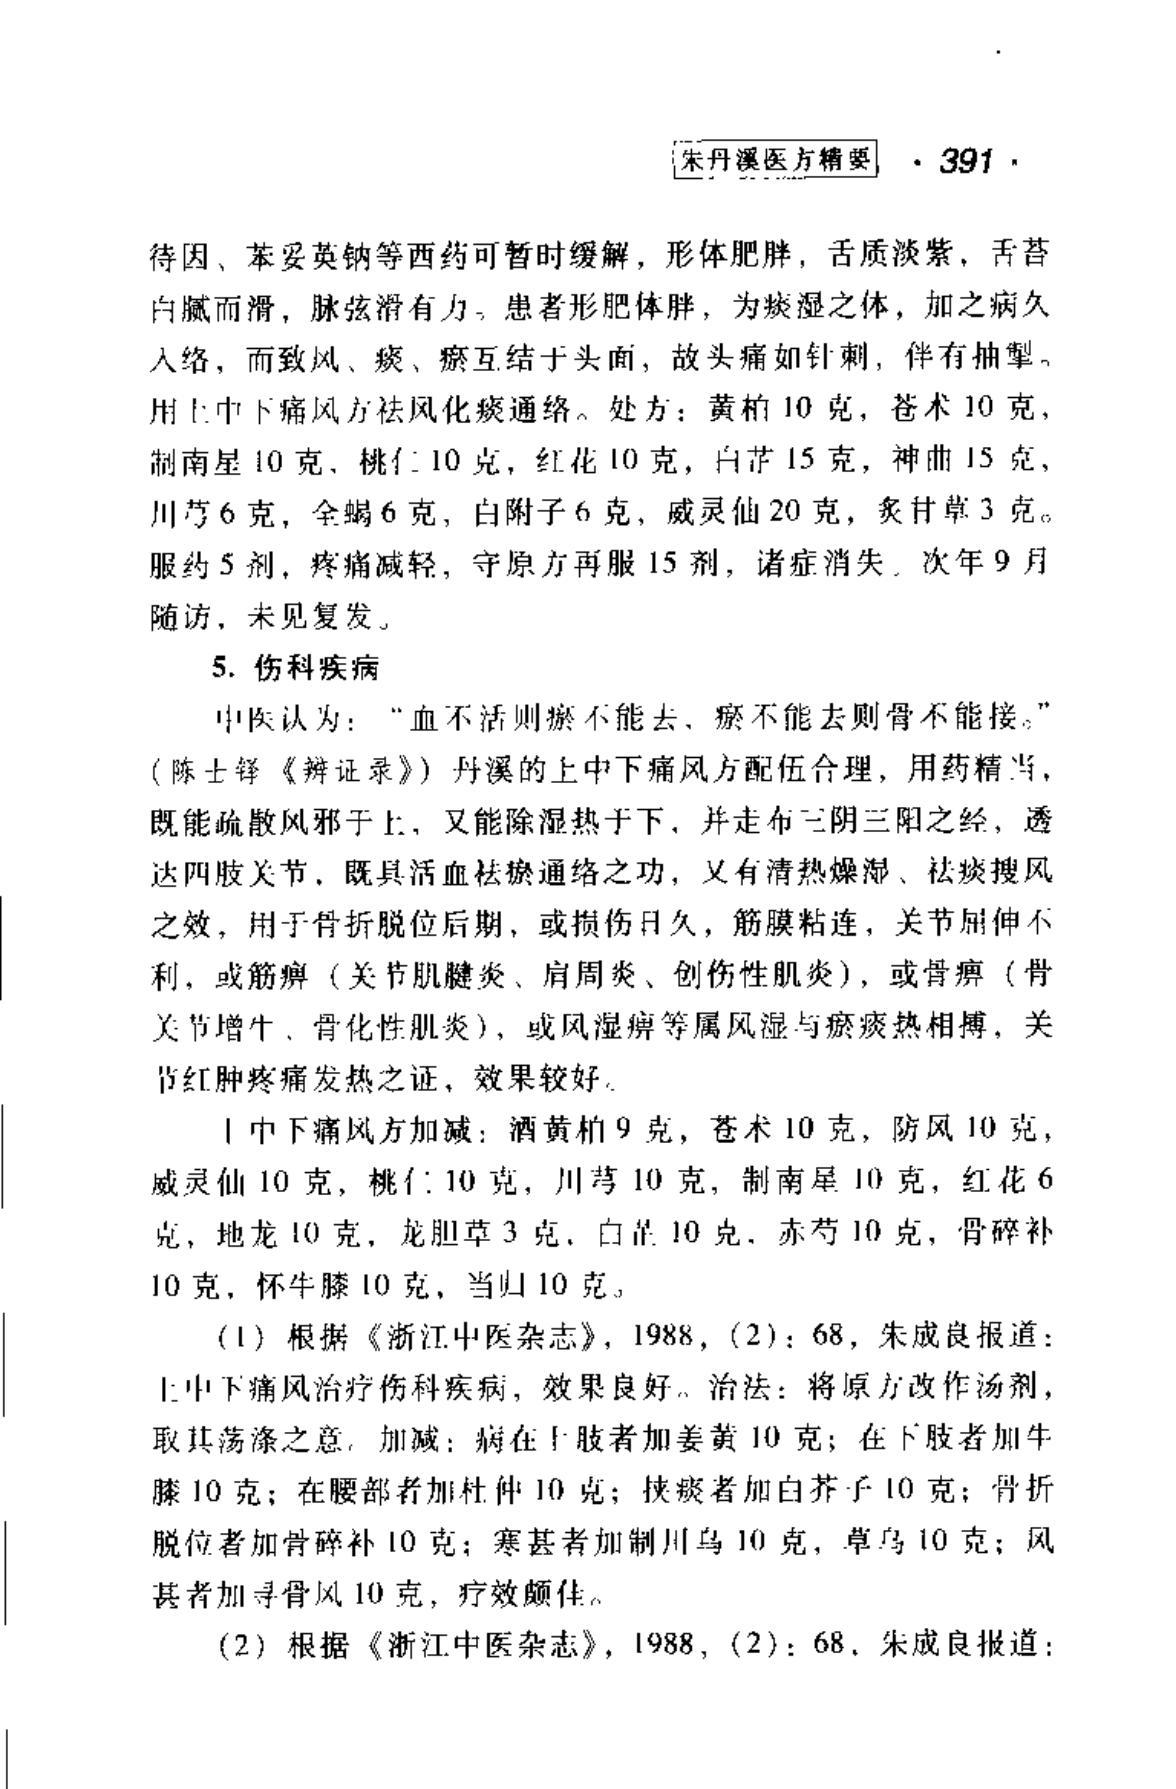 朱丹溪医方精要 · 391 ·
待因、苯妥英钠等西药可暂时缓解，形体肥胖，舌质淡紫，舌苔
白腻而滑，脉弦滑有力。患者形肥体胖，为痰湿之体，加之病久
入络，而致风、痰、瘀互结于头面，故头痛如针刺，伴有抽掣。
用上中下痛风方祛风化痰通络。处方：黄柏 10 克，苍术 10 克，
制南星 10 克，桃仁 10 克，红花 10 克，白芷 15 克，神曲 15 克，
川芎 6 克，全蝎 6 克，白附子 6 克，威灵仙 20 克，炙甘草 3 克。
服药 5 剂，疼痛减轻，守原方再服 15 剂，诸症消失。次年 9 月
随访，未见复发。
5. 伤科疾病
中医认为：“血不活则瘀不能去，瘀不能去则骨不能接。”
（陈士铎《辨证录》）丹溪的上中下痛风方配伍合理，用药精当，
既能疏散风邪于上，又能除湿热于下，并走布三阴三阳之经，透
达四肢关节，既具活血祛瘀通络之功，又有清热燥湿、祛痰搜风
之效，用于骨折脱位后期，或损伤日久，筋膜粘连，关节屈伸不
利，或筋痹（关节肌腱炎、肩周炎、创伤性肌炎），或骨痹（骨
关节增生、骨化性肌炎），或风湿痹等属风湿与瘀痰热相搏，关
节红肿疼痛发热之证，效果较好。
上中下痛风方加减：酒黄柏 9 克，苍术 10 克，防风 10 克，
威灵仙 10 克，桃仁 10 克，川芎 10 克，制南星 10 克，红花 6
克，地龙 10 克，龙胆草 3 克，白芷 10 克，赤芍 10 克，骨碎补
10 克，怀牛膝 10 克，当归 10 克。
（1）根据《浙江中医杂志》，1988，（2）：68，朱成良报道：
上中下痛风治疗伤科疾病，效果良好。治法：将原方改作汤剂，
取其荡涤之意。加减：病在上肢者加姜黄 10 克；在下肢者加牛
膝 10 克；在腰部者加杜仲 10 克；挟痰者加白芥子 10 克；骨折
脱位者加骨碎补 10 克；寒甚者加制川乌 10 克，草乌 10 克；风
甚者加寻骨风 10 克，疗效颇佳。
（2）根据《浙江中医杂志》，1988，（2）：68，朱成良报道：